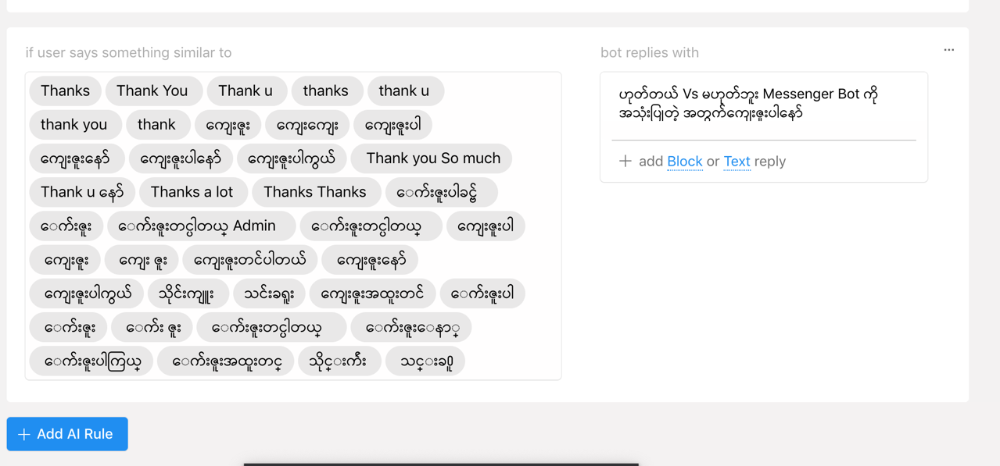 if user says something similar to
bot replies with
Thanks Thank You Thank u thanks thank u
thank you thank ကျေးဇူး ကျေးကျေး ကျေးဇူးပါ
ကျေးဇူးနော် ကျေးဇူးပါနော် ကျေးဇူးပါကွယ် Thank you So much
Thank u နော် Thanks a lot Thanks Thanks ေက်းဇူးပါခင္ဗ်
ေက်းဇူး ေက်းဇူးတင္ပါတယ္ Admin ေက်းဇူးတင္ပါတယ္ ကျေးဇူးပါ
ကျေးဇူး ကျေး ဇူး ကျေးဇူးတင်ပါတယ် ကျေးဇူးနော်
ကျေးဇူးပါကွယ် သိုင်းကျူး သင်းခရူး ကျေးဇူးအထူးတင် ေက်းဇူးပါ
ေက်းဇူး ေက်း ဇူး ေက်းဇူးတင္ပါတယ္ ေက်းဇူးေနာ္
ေက်းဇူးပါကြယ္ ေက်းဇူးအထူးတင္ သိုင္းက်ဴး သင္းခ႐ူး
ဟုတ်တယ် Vs မဟုတ်ဘူး Messenger Bot ကို
အသုံးပြုတဲ့ အတွက်ကျေးဇူးပါနော်
+ add Block or Text reply
+ Add AI Rule